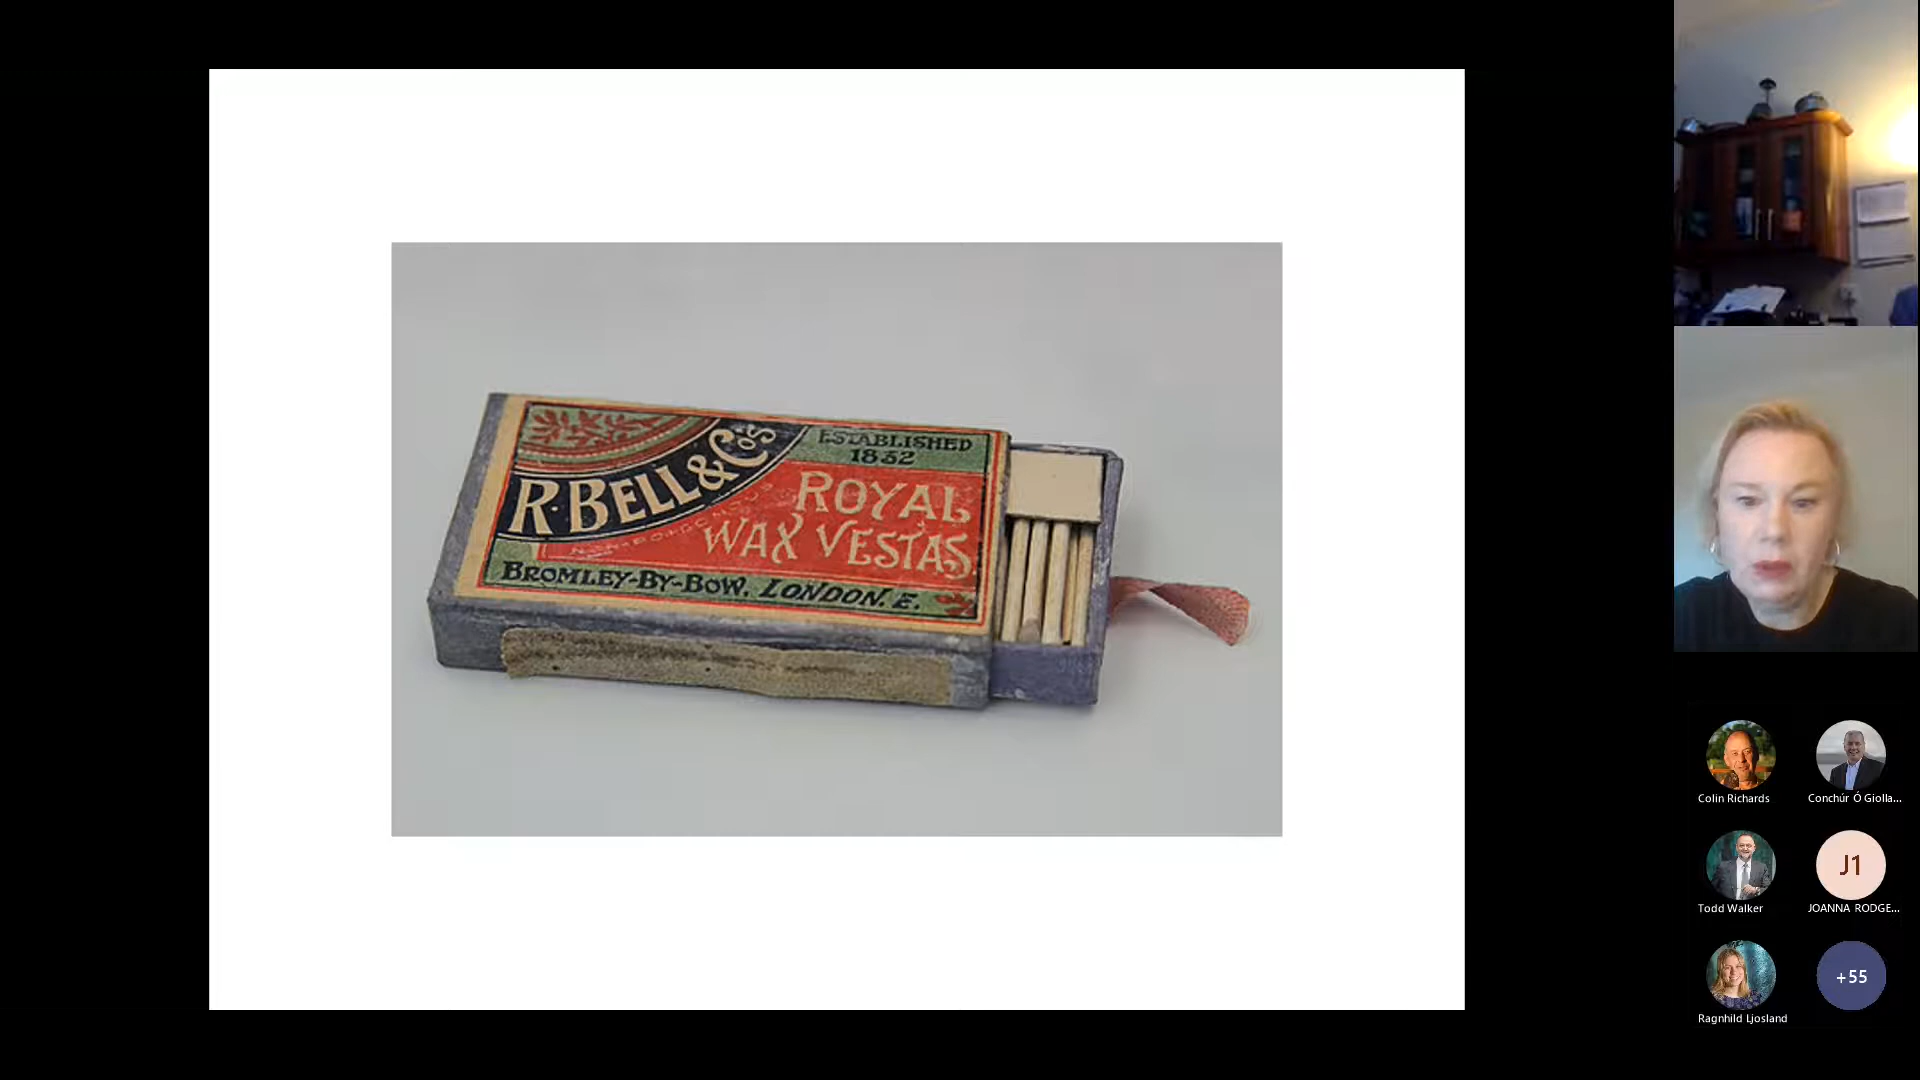 R. BELL & Cos
ESTABLISHED
1832
ROYAL
WAX VESTAS.
BROMLEY-BY-BOW, LONDON. E.
Colin Richards
Conchúr Ó Giolla...
Todd Walker
J1
JOANNA RODGE...
Ragnhild Ljosland
+55